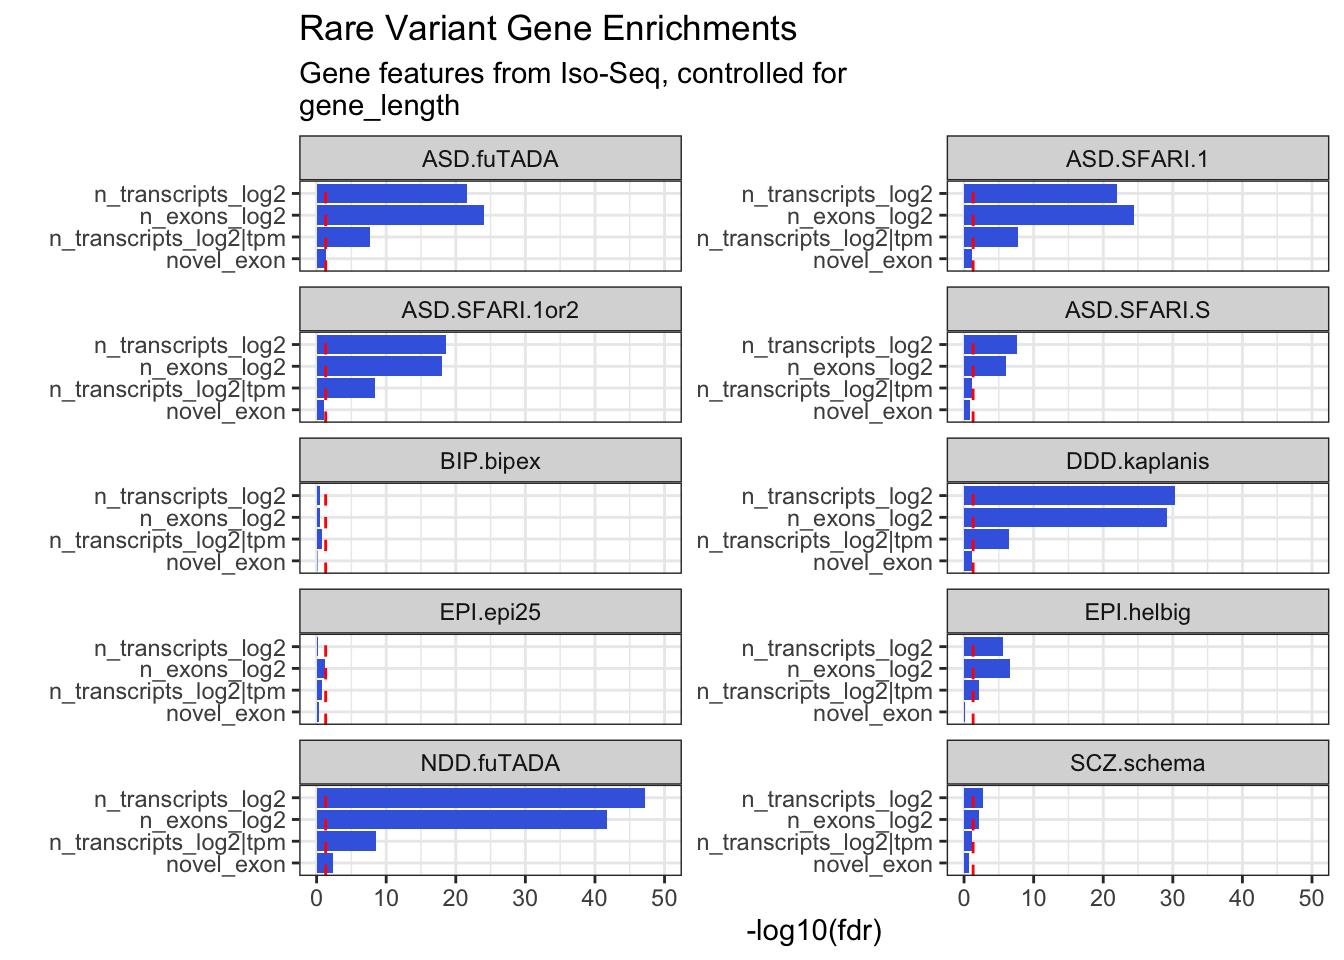 Rare Variant Gene Enrichments
Gene features from Iso-Seq, controlled for
gene_length
ASD.fuTADA
n_transcripts_log2
n_exons_log2
n_transcripts_log2|tpm
novel_exon
ASD.SFARI.1
n_transcripts_log2
n_exons_log2
n_transcripts_log2|tpm
novel_exon
ASD.SFARI.1or2
n_transcripts_log2
n_exons_log2
n_transcripts_log2|tpm
novel_exon
ASD.SFARI.S
n_transcripts_log2
n_exons_log2
n_transcripts_log2|tpm
novel_exon
BIP.bipex
n_transcripts_log2
n_exons_log2
n_transcripts_log2|tpm
novel_exon
DDD.kaplanis
n_transcripts_log2
n_exons_log2
n_transcripts_log2|tpm
novel_exon
EPI.epi25
n_transcripts_log2
n_exons_log2
n_transcripts_log2|tpm
novel_exon
EPI.helbig
n_transcripts_log2
n_exons_log2
n_transcripts_log2|tpm
novel_exon
NDD.fuTADA
n_transcripts_log2
n_exons_log2
n_transcripts_log2|tpm
novel_exon
0 10 20 30 40 50
SCZ.schema
n_transcripts_log2
n_exons_log2
n_transcripts_log2|tpm
novel_exon
0 10 20 30 40 50
-log10(fdr)